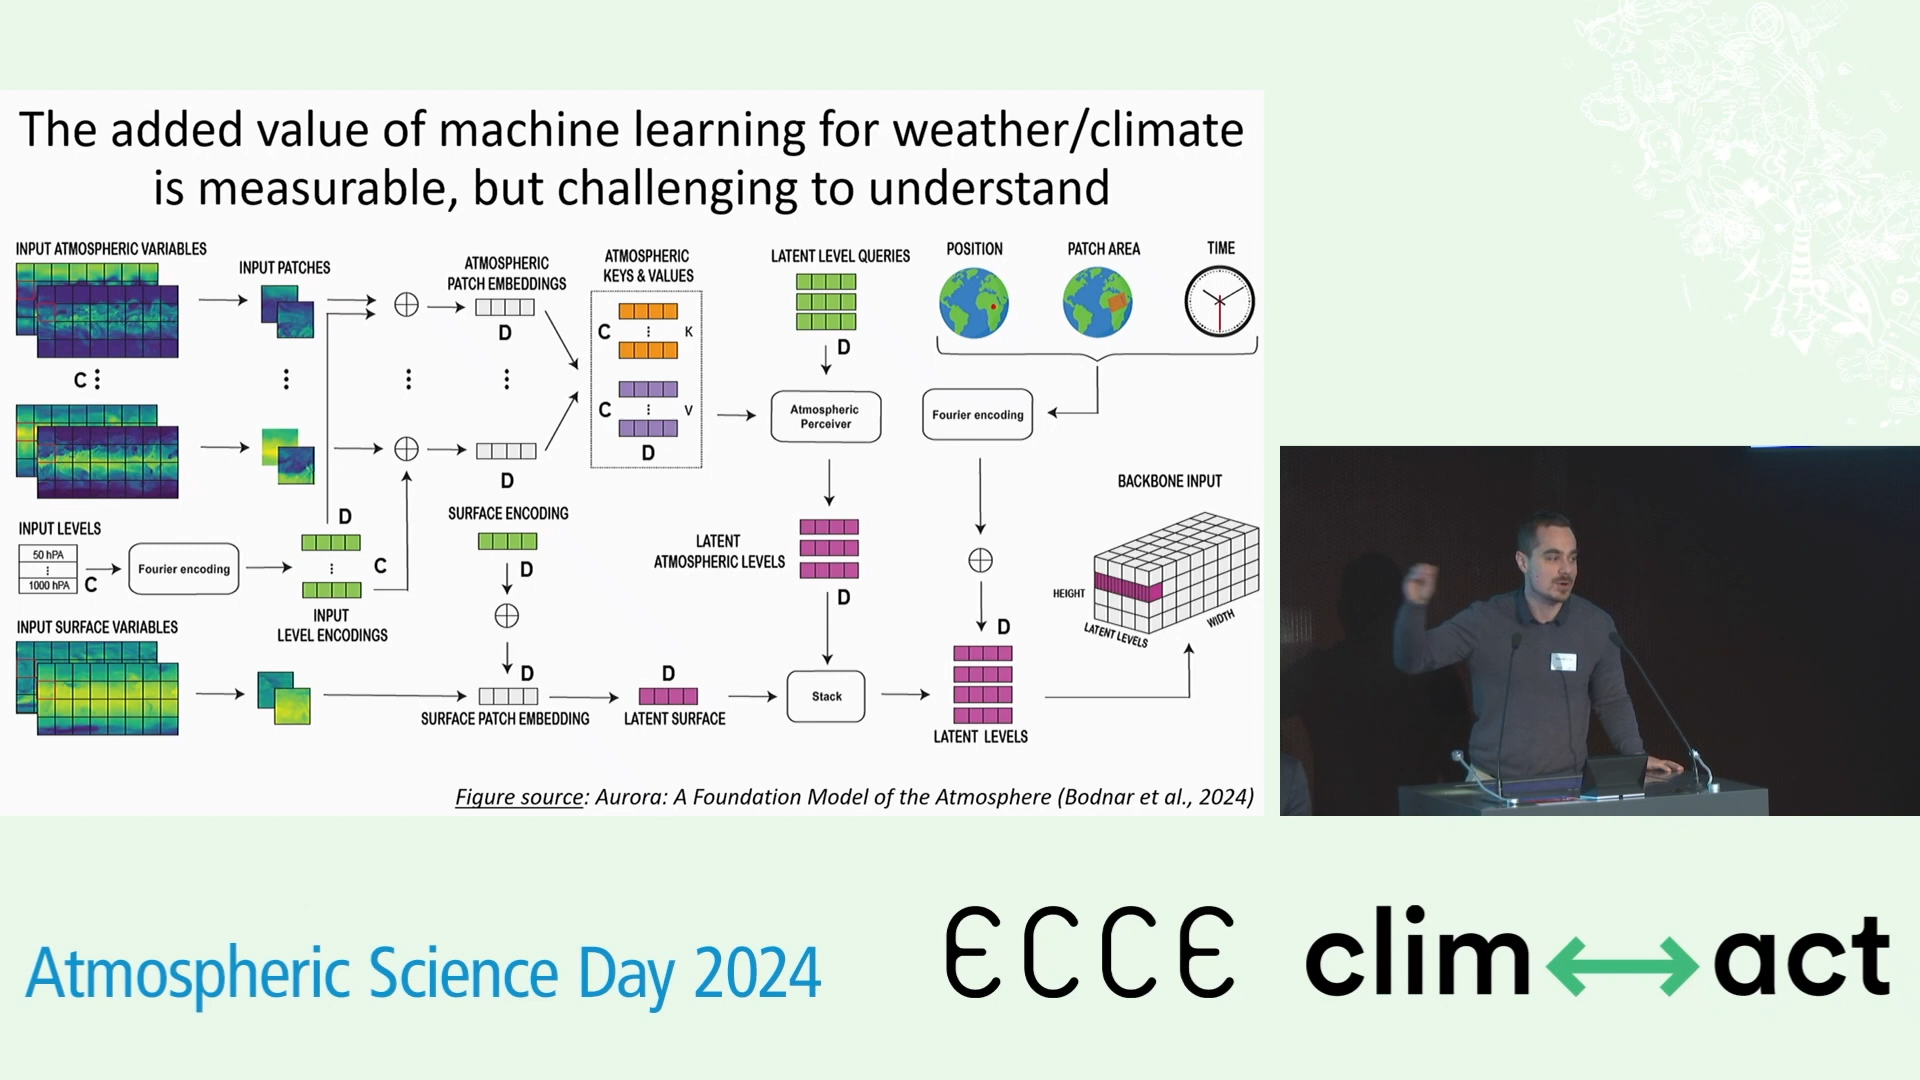 The added value of machine learning for weather/climate
is measurable, but challenging to understand
INPUT ATMOSPHERIC VARIABLES
INPUT PATCHES
ATMOSPHERIC
PATCH EMBEDDINGS
ATMOSPHERIC
KEYS & VALUES
LATENT LEVEL QUERIES
POSITION
PATCH AREA
TIME
D
C
K
D
C
C
V
D
Atmospheric
Perceiver
Fourier encoding
D
BACKBONE INPUT
INPUT LEVELS
50 hPA
1000 hPA
C
Fourier encoding
D
C
INPUT
LEVEL ENCODINGS
SURFACE ENCODING
D
LATENT
ATMOSPHERIC LEVELS
D
HEIGHT
LATENT LEVELS
WIDTH
INPUT SURFACE VARIABLES
D
SURFACE PATCH EMBEDDING
D
LATENT SURFACE
Stack
D
LATENT LEVELS
Figure source: Aurora: A Foundation Model of the Atmosphere (Bodnar et al., 2024)
Atmospheric Science Day 2024
ECCE
clim act